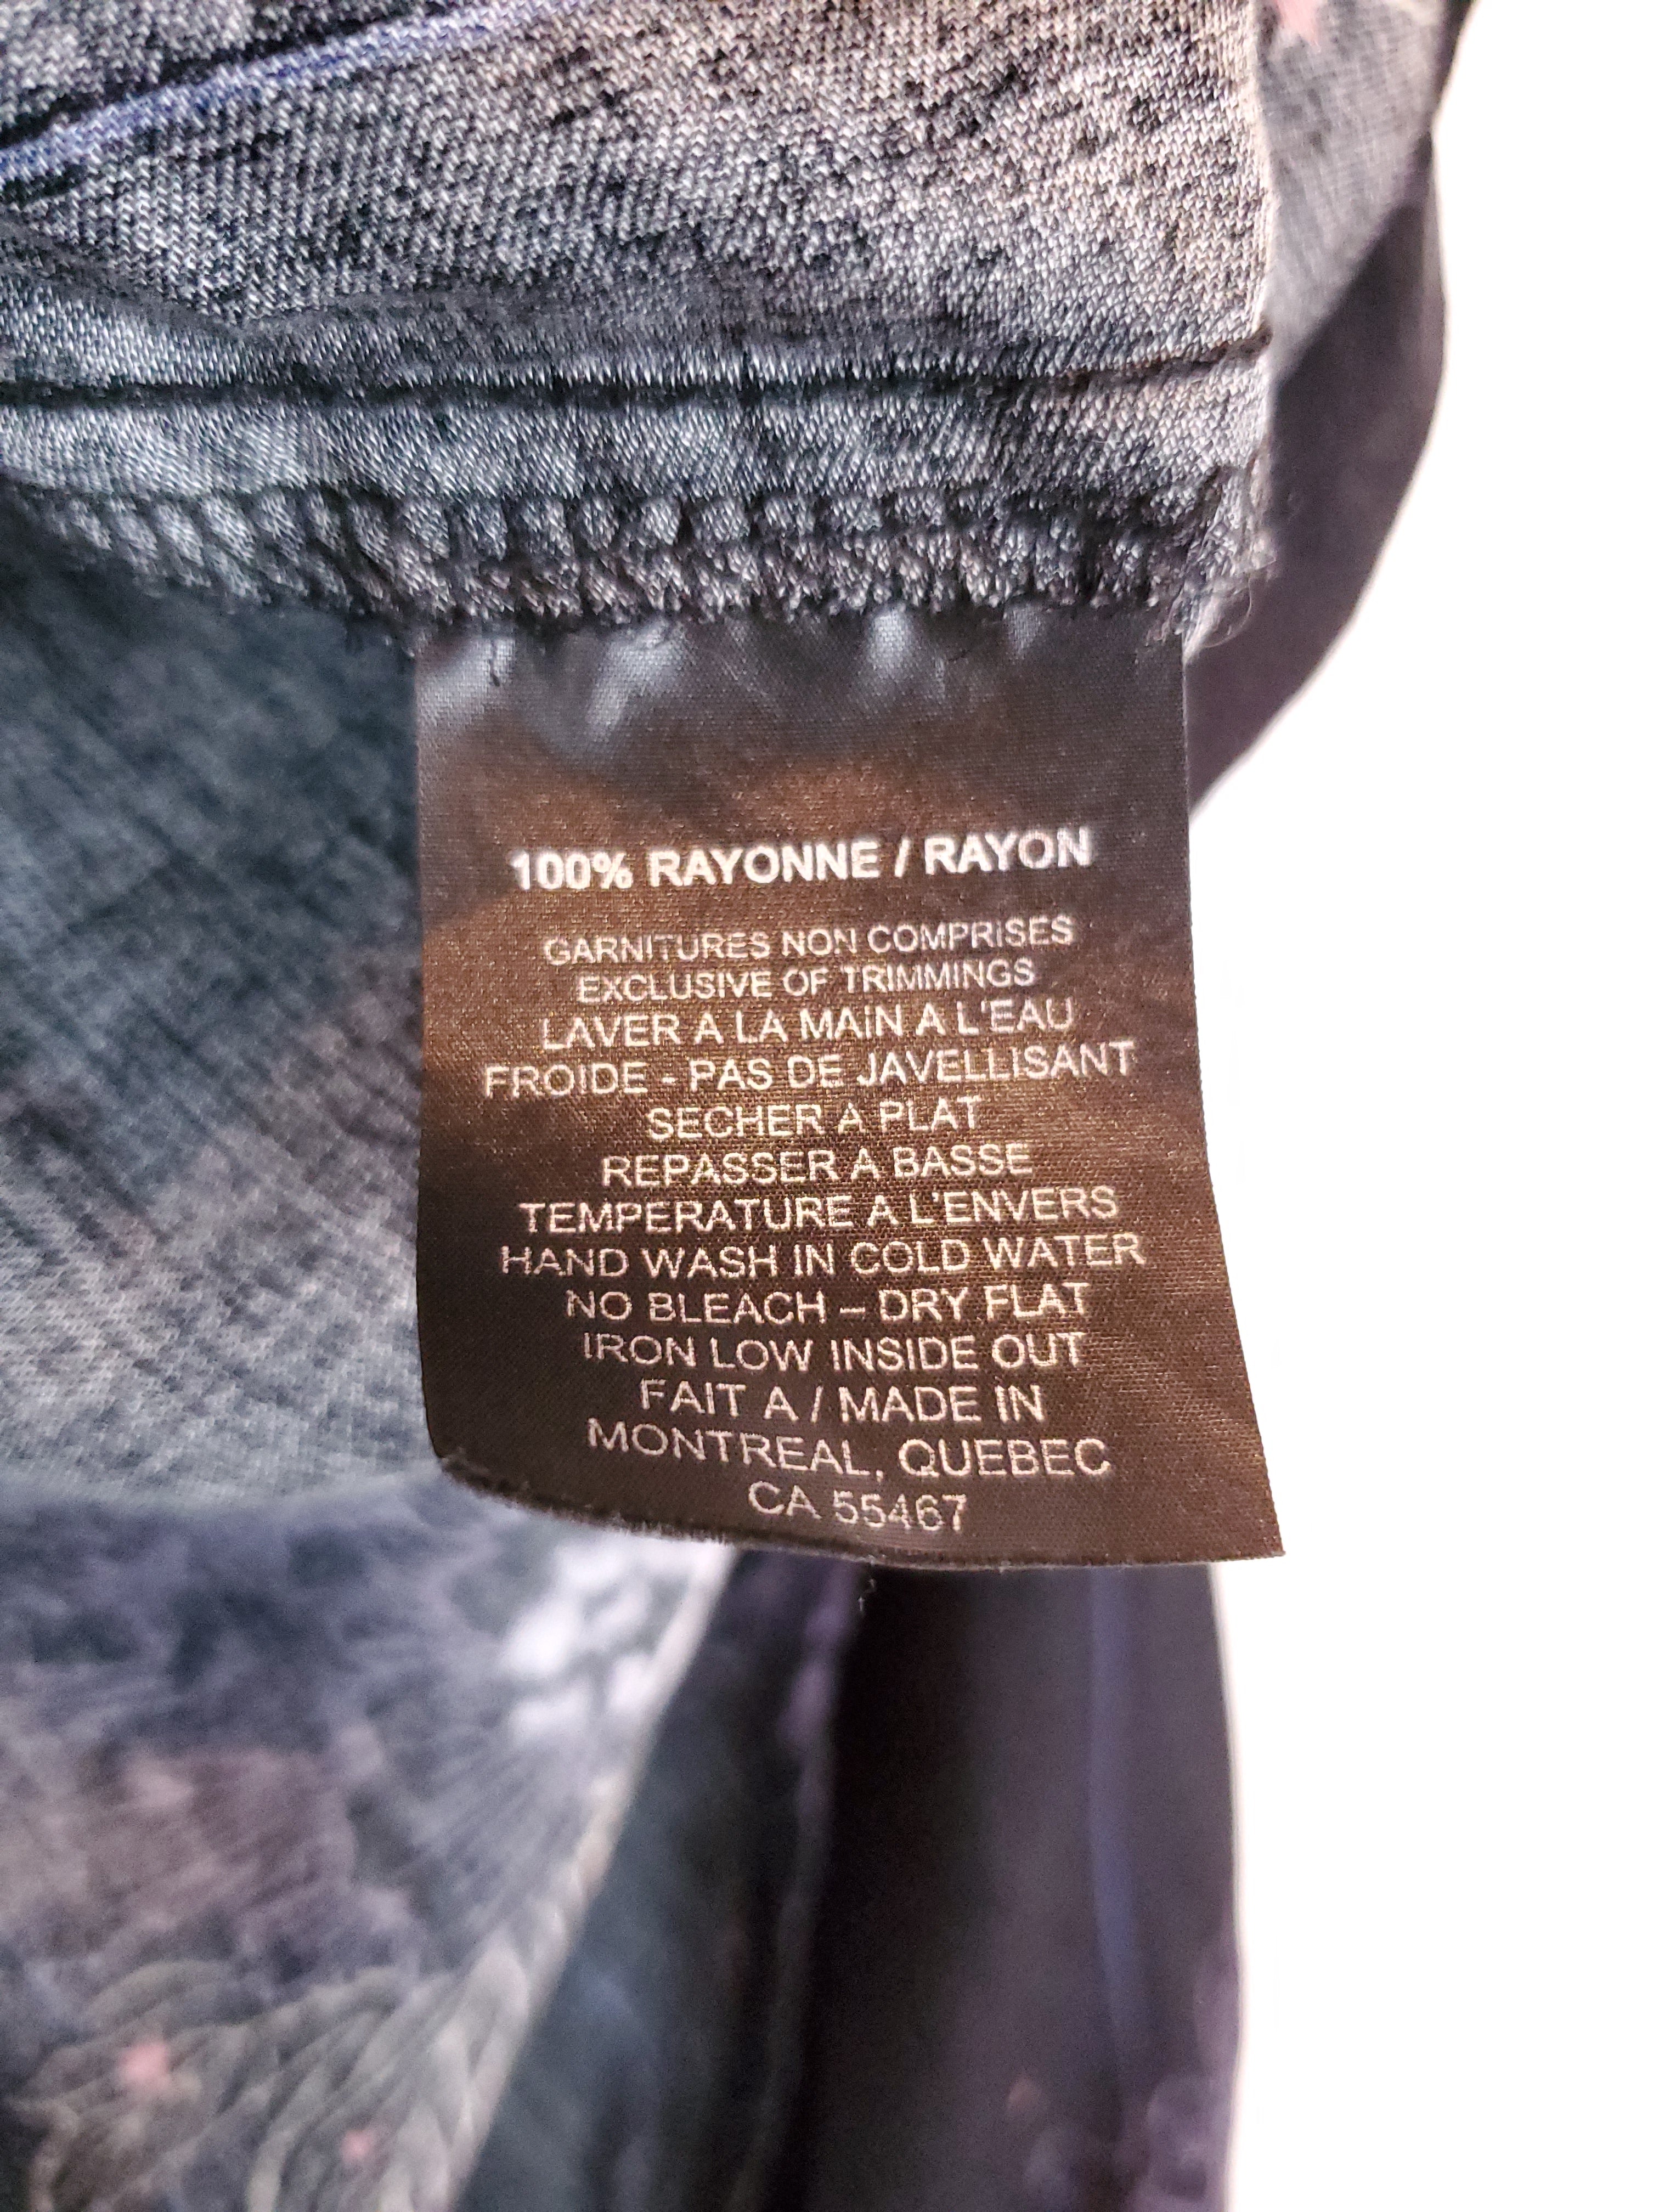 100% RAYONNE / RAYON
GARNITURES NON COMPRISES
EXCLUSIVE OF TRIMMINGS
LAVER A LA MAIN A L'EAU
FROIDE - PAS DE JAVELLISANT
SECHER A PLAT
REPASSER A BASSE
TEMPERATURE A L'ENVERS
HAND WASH IN COLD WATER
NO BLEACH – DRY FLAT
IRON LOW INSIDE OUT
FAIT A / MADE IN
MONTREAL, QUEBEC
CA 55467